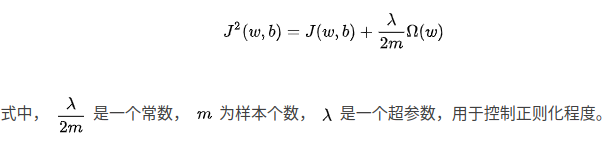 J²(w, b) = J(w, b) + λ/2m Ω(w)
式中， λ/2m 是一个常数， m 为样本个数， λ 是一个超参数，用于控制正则化程度。